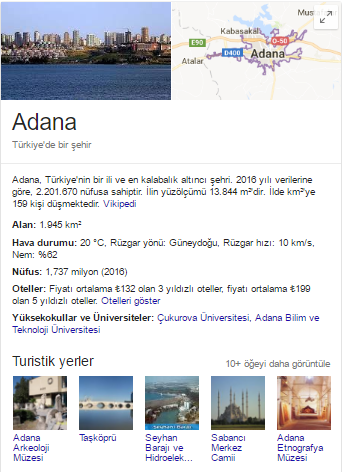 Must
Kabasakal
E90
O-50
D400
Adana
Atalar
Adana
Türkiye'de bir şehir
Adana, Türkiye'nin bir ili ve en kalabalık altıncı şehri. 2016 yılı verilerine
göre, 2,201.670 nüfusa sahiptir. İlin yüzölçümü 13.844 m²'dir. İlde km²'ye
159 kişi düşmektedir. Vikipedi
Alan: 1.945 km²
Hava durumu: 20 °C, Rüzgar yönü: Güneydoğu, Rüzgar hızı: 10 km/s,
Nem: %62
Nüfus: 1,737 milyon (2016)
Oteller: Fiyatı ortalama ₺132 olan 3 yıldızlı oteller, fiyatı ortalama ₺199
olan 5 yıldızlı oteller. Otelleri göster
Yüksekokullar ve Üniversiteler: Çukurova Üniversitesi, Adana Bilim ve
Teknoloji Üniversitesi
Turistik yerler
10+ öğeyi daha görüntüle
Seyhan Barajı
Adana Arkeoloji Müzesi
Taşköprü
Seyhan Barajı ve Hidroelek...
Sabancı Merkez Camii
Adana Etnografya Müzesi